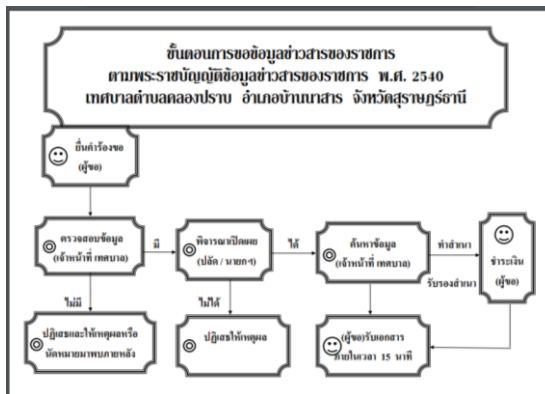 ขั้นตอนการขอข้อมูลข่าวสารของราชการ
ตามพระราชบัญญัติข้อมูลข่าวสารของราชการ พ.ศ. 2540
เทศบาลตำบลคลองปราบ อำเภอบ้านนาสาร จังหวัดสุราษฎร์ธานี
ยื่นคำร้องขอ
(ผู้ขอ)
ตรวจสอบข้อมูล
(เจ้าหน้าที่ เทศบาล)
มี
พิจารณาเปิดเผย
(ปลัด / นายกฯ)
ได้
ค้นหาข้อมูล
(เจ้าหน้าที่ เทศบาล)
ทำสำเนา
รับรองสำเนา
ชำระเงิน
(ผู้ขอ)
ไม่มี
ไม่ได้
ปฏิเสธและให้เหตุผลหรือ
นัดหมายมาพบภายหลัง
ปฏิเสธให้เหตุผล
(ผู้ขอ)รับเอกสาร
ภายในเวลา 15 นาที